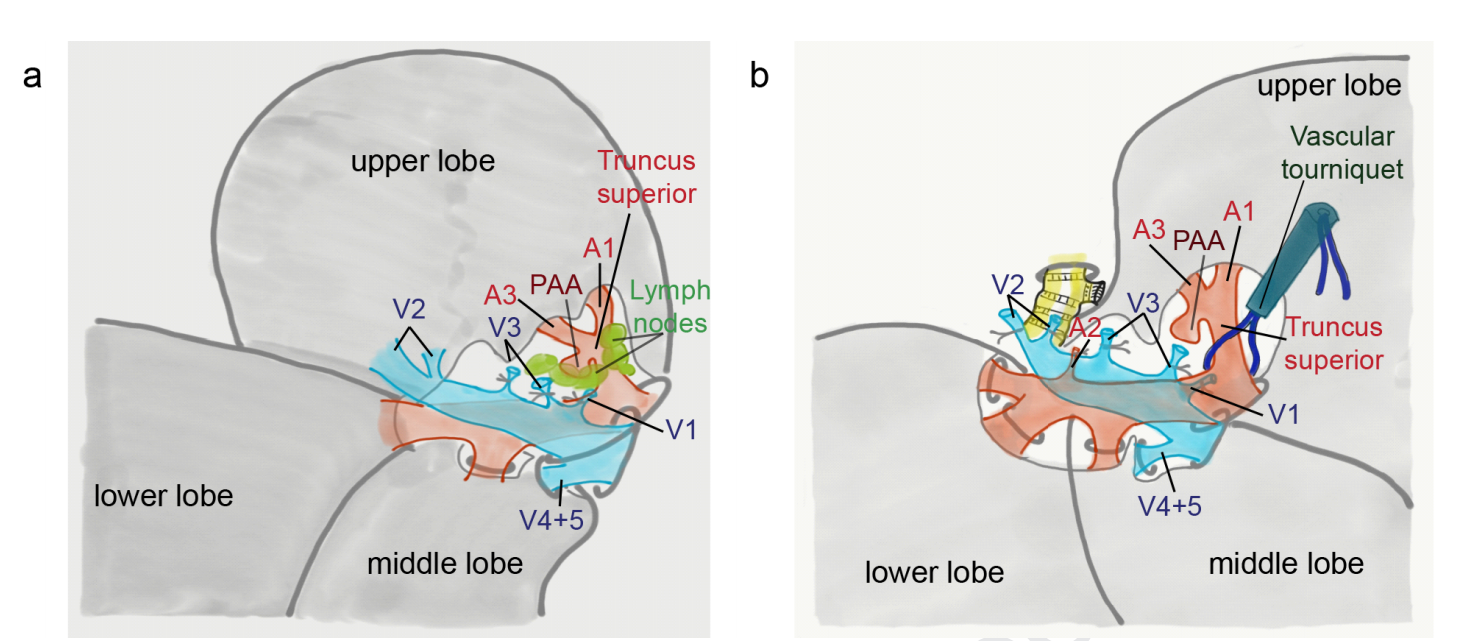 a
upper lobe
Truncus
superior
A1
PAA
A3
Lymph
nodes
V2
V3
V1
lower lobe
V4+5
middle lobe
b
upper lobe
Vascular
tourniquet
A1
A3
PAA
V2
V3
A2
Truncus
superior
V1
V4+5
lower lobe
middle lobe